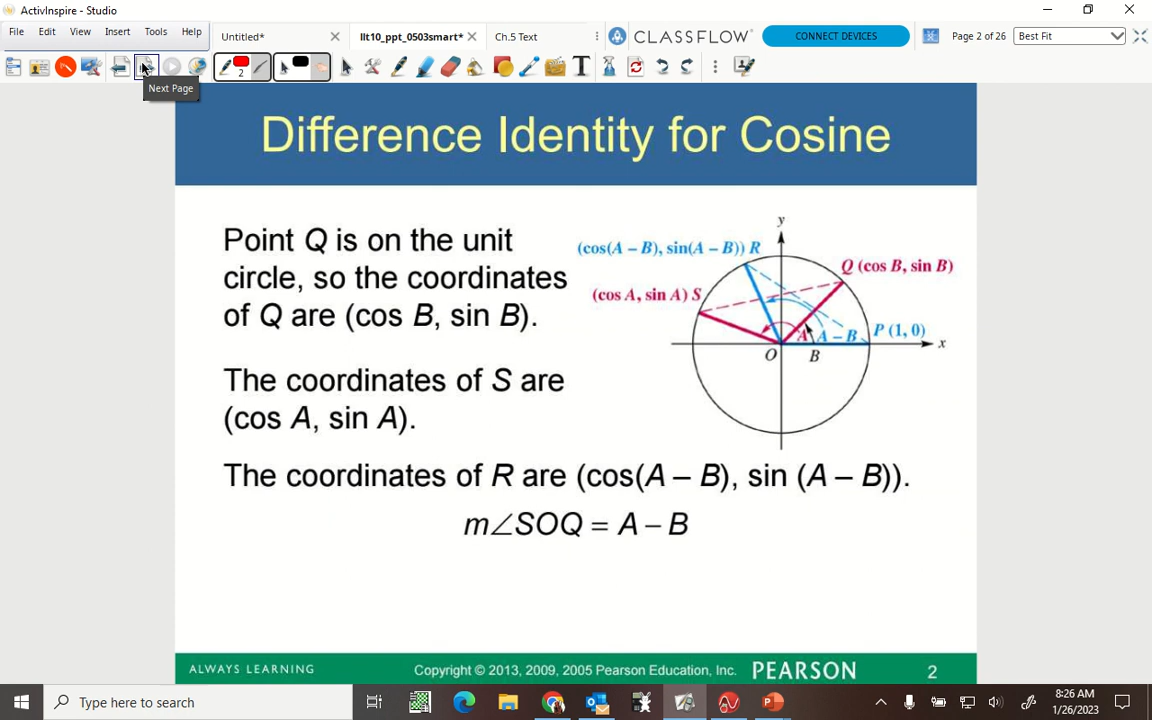 ActivInspire - Studio
File Edit View Insert Tools Help
Untitled*
llt10_ppt_0503smart*
Ch.5 Text
CLASSFLOW
CONNECT DEVICES
Page 2 of 26
Best Fit
2
Next Page
Difference Identity for Cosine
Point Q is on the unit
circle, so the coordinates
of Q are (cos B, sin B).
The coordinates of S are
(cos A, sin A).
The coordinates of R are (cos(A – B), sin (A – B)).
m∠SOQ = A – B
y
(cos(A – B), sin(A – B)) R
Q (cos B, sin B)
(cos A, sin A) S
P (1, 0)
A
A – B
x
O
B
ALWAYS LEARNING
Copyright © 2013, 2009, 2005 Pearson Education, Inc.
PEARSON
2
Type here to search
8:26 AM
1/26/2023